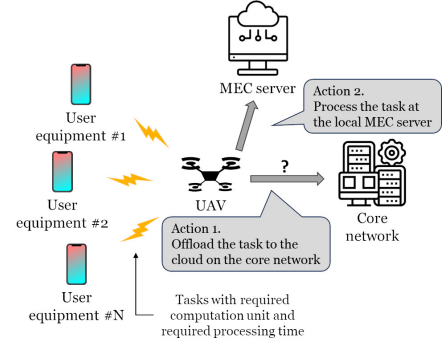 MEC server
Action 2.
Process the task at
the local MEC server
User
equipment #1
?
User
equipment #2
UAV
Core
network
Action 1.
Offload the task to the
cloud on the core network
User
equipment #N
Tasks with required
computation unit and
required processing time